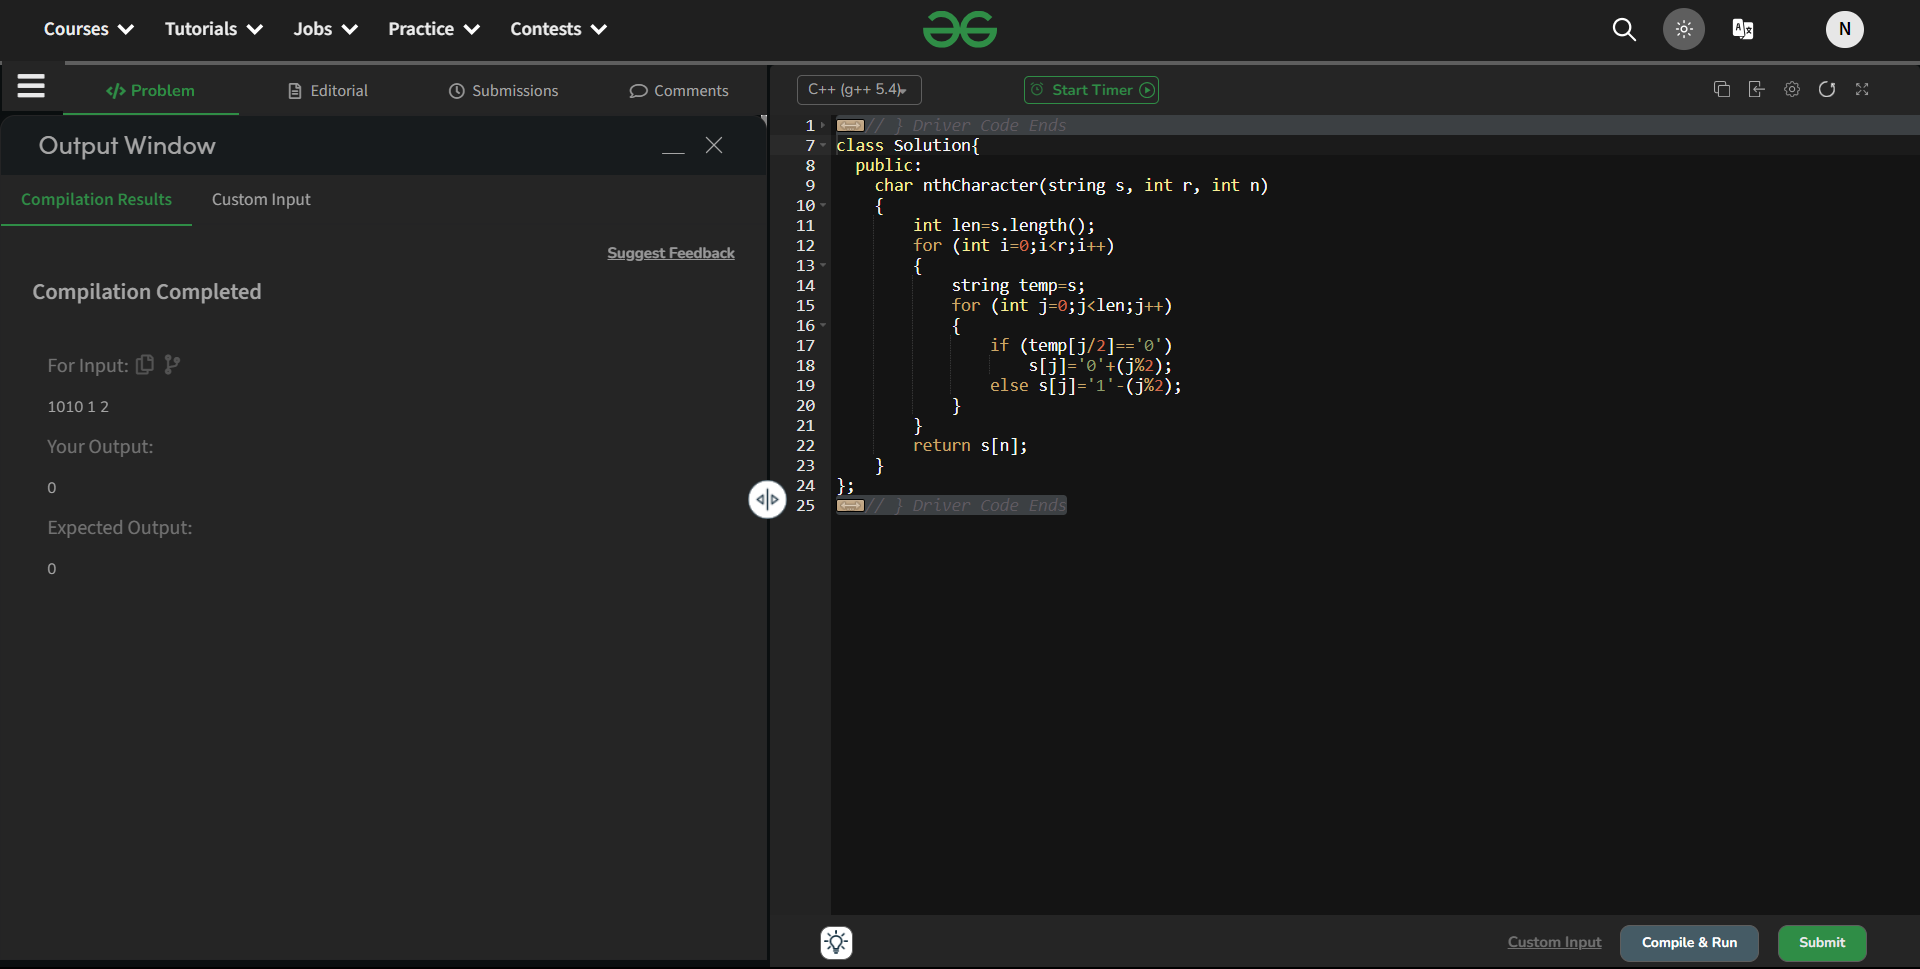 Courses Tutorials Jobs Practice Contests N
Problem Editorial Submissions Comments
C++ (g++ 5.4) Start Timer
Output Window
Compilation Results Custom Input
Suggest Feedback
Compilation Completed
For Input:
1010 1 2
Your Output:
0
Expected Output:
0
1 // } Driver Code Ends
7 class Solution{
8 public:
9 char nthCharacter(string s, int r, int n)
10 {
11 int len=s.length();
12 for (int i=0;i<r;i++)
13 {
14 string temp=s;
15 for (int j=0;j<len;j++)
16 {
17 if (temp[j/2]=='0')
18 s[j]='0'+(j%2);
19 else s[j]='1'-(j%2);
20 }
21 }
22 return s[n];
23 }
24 };
25 // } Driver Code Ends
Custom Input Compile & Run Submit